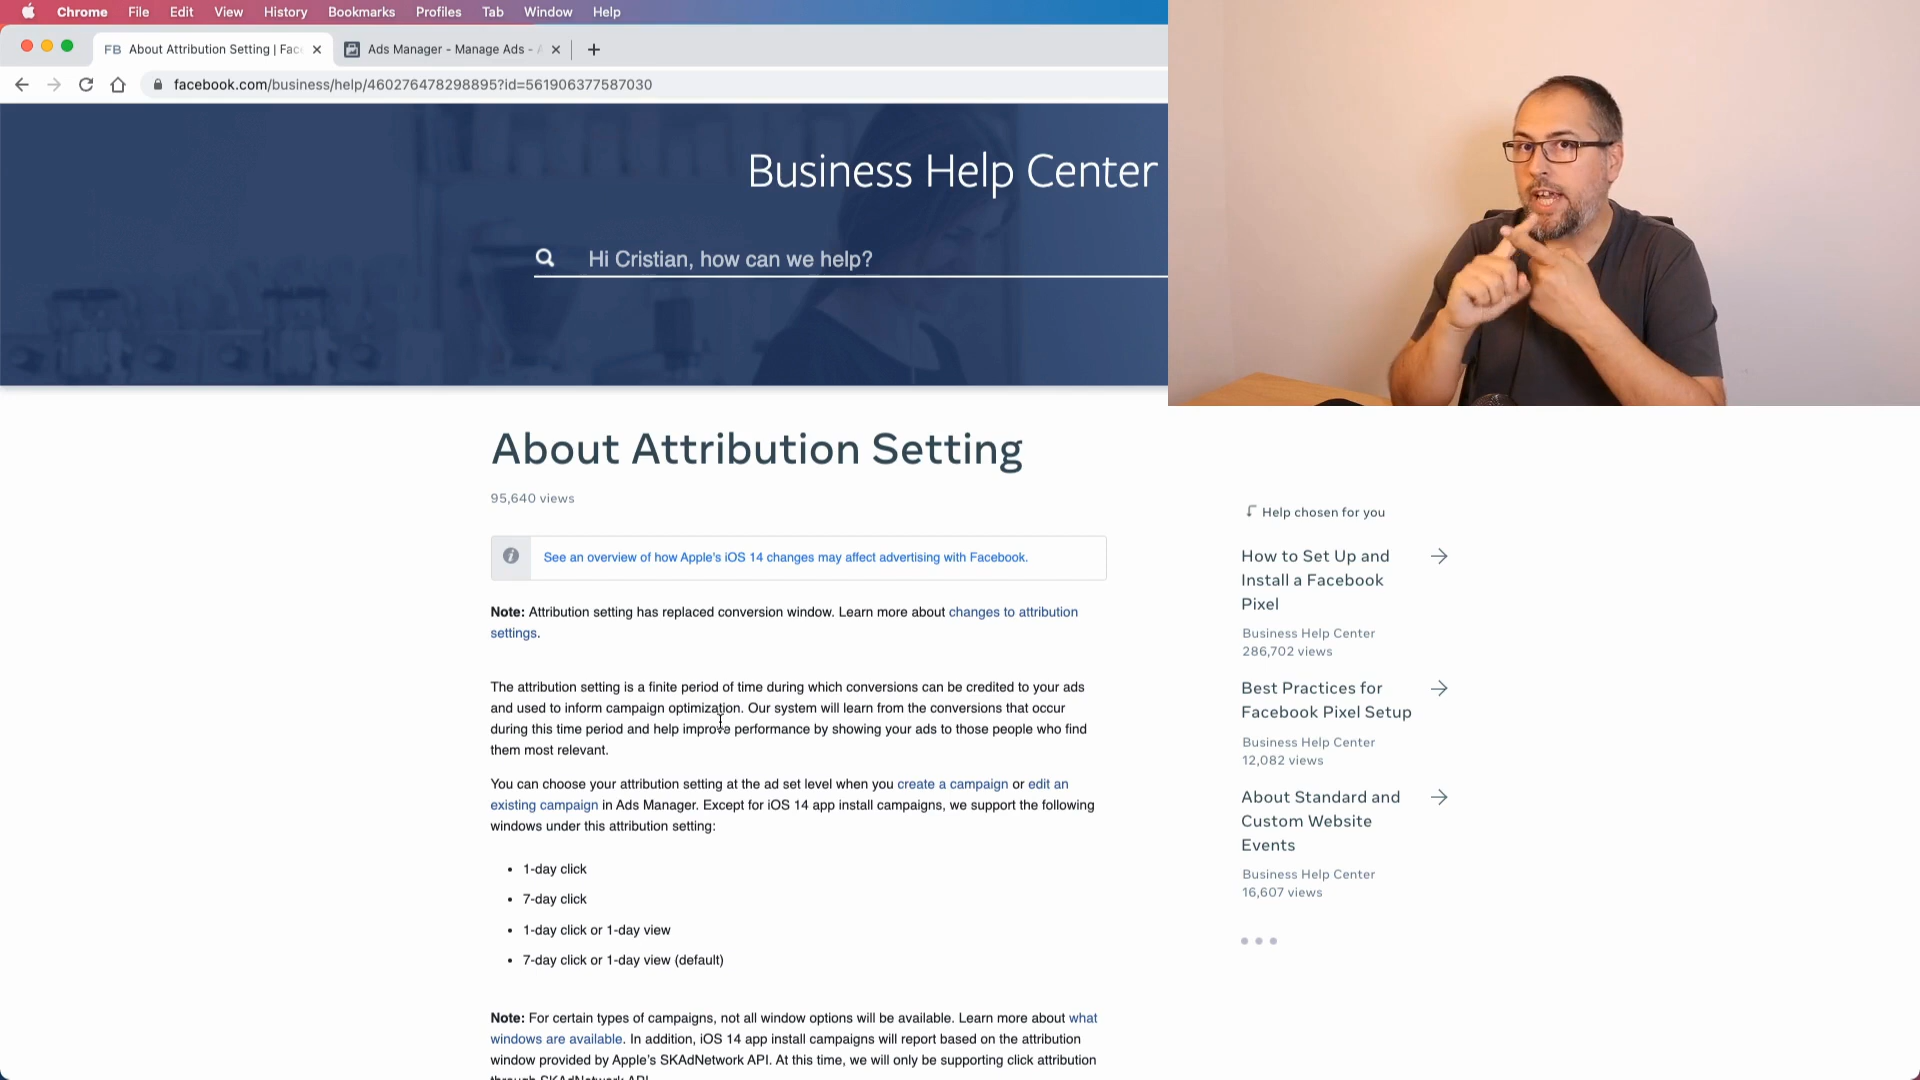 Chrome File Edit View History Bookmarks Profiles Tab Window Help
FB About Attribution Setting | Fac
Ads Manager - Manage Ads -
facebook.com/business/help/460276478298895?id=561906377587030
Business Help Center
Hi Cristian, how can we help?
About Attribution Setting
95,640 views
See an overview of how Apple's iOS 14 changes may affect advertising with Facebook.
Note: Attribution setting has replaced conversion window. Learn more about changes to attribution
settings.
The attribution setting is a finite period of time during which conversions can be credited to your ads
and used to inform campaign optimization. Our system will learn from the conversions that occur
during this time period and help improve performance by showing your ads to those people who find
them most relevant.
You can choose your attribution setting at the ad set level when you create a campaign or edit an
existing campaign in Ads Manager. Except for iOS 14 app install campaigns, we support the following
windows under this attribution setting:
• 1-day click
• 7-day click
• 1-day click or 1-day view
• 7-day click or 1-day view (default)
Note: For certain types of campaigns, not all window options will be available. Learn more about what
windows are available. In addition, iOS 14 app install campaigns will report based on the attribution
window provided by Apple's SKAdNetwork API. At this time, we will only be supporting click attribution
through SKAdNetwork API.
Help chosen for you
How to Set Up and
Install a Facebook
Pixel
Business Help Center
286,702 views
Best Practices for
Facebook Pixel Setup
Business Help Center
12,082 views
About Standard and
Custom Website
Events
Business Help Center
16,607 views